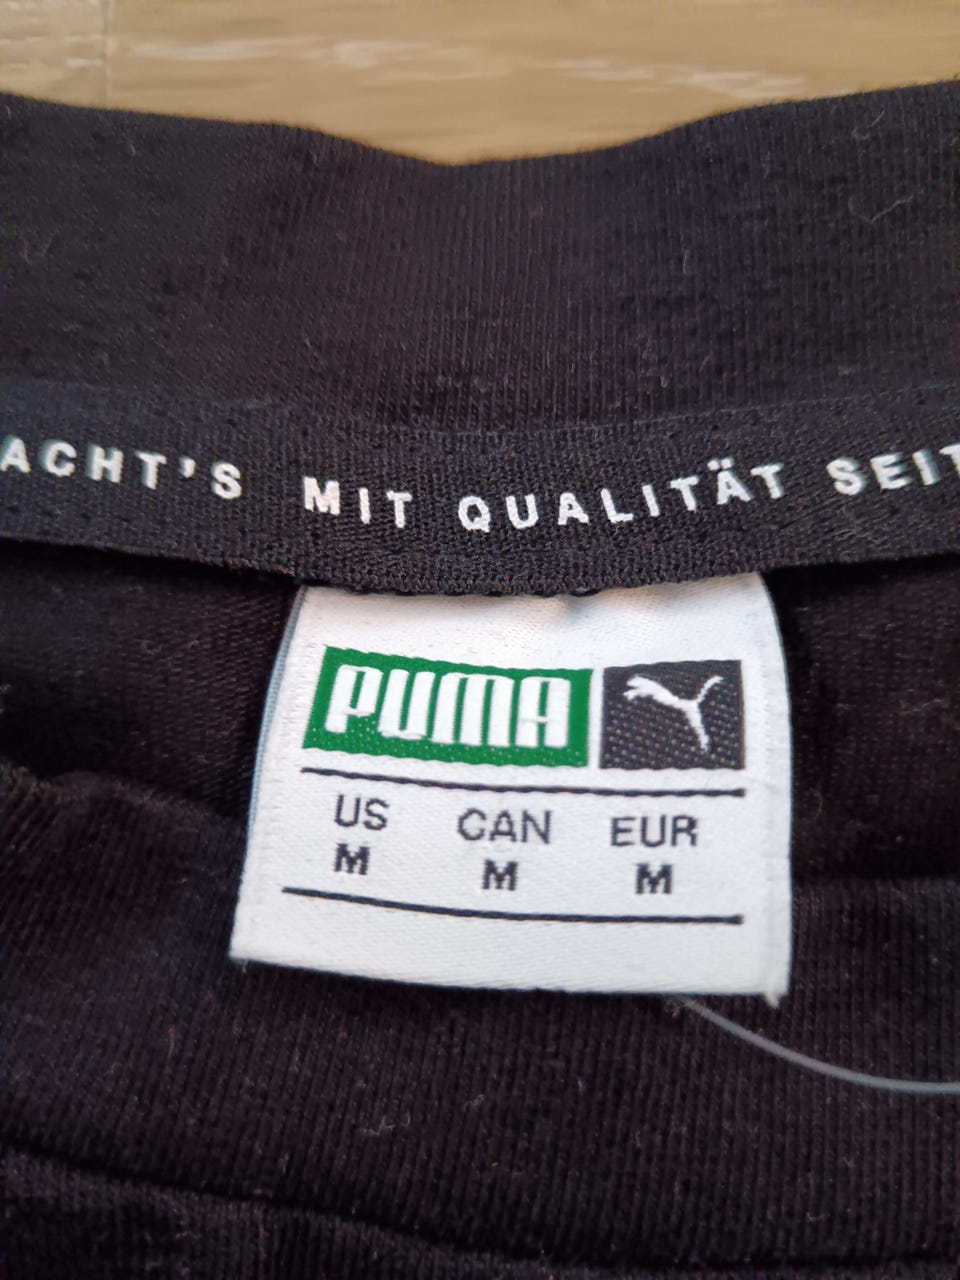 ACHT'S MIT QUALITÄT SEIT
PUMA
US CAN EUR
M M M